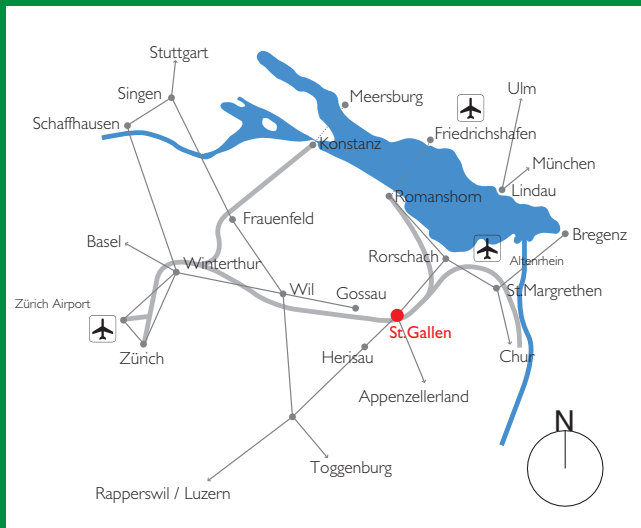 Stuttgart
Singen
Meersburg
Ulm
Schaffhausen
Friedrichshafen
Konstanz
München
Lindau
Romanshorn
Frauenfeld
Basel
Bregenz
Rorschach
Altenrhein
Winterthur
Wil
Gossau
St.Margrethen
Zürich Airport
St.Gallen
Zürich
Herisau
Chur
Appenzellerland
N
Toggenburg
Rapperswil / Luzern